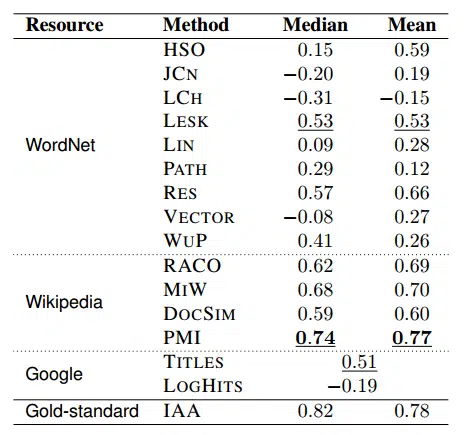 Resource Method Median Mean
HSO 0.15 0.59
JCN −0.20 0.19
LCH −0.31 −0.15
LESK 0.53 0.53
WordNet LIN 0.09 0.28
PATH 0.29 0.12
RES 0.57 0.66
VECTOR −0.08 0.27
WUP 0.41 0.26
RACO 0.62 0.69
Wikipedia MIW 0.68 0.70
DOCSIM 0.59 0.60
PMI 0.74 0.77
Google TITLES 0.51
LOGHITS −0.19
Gold-standard IAA 0.82 0.78